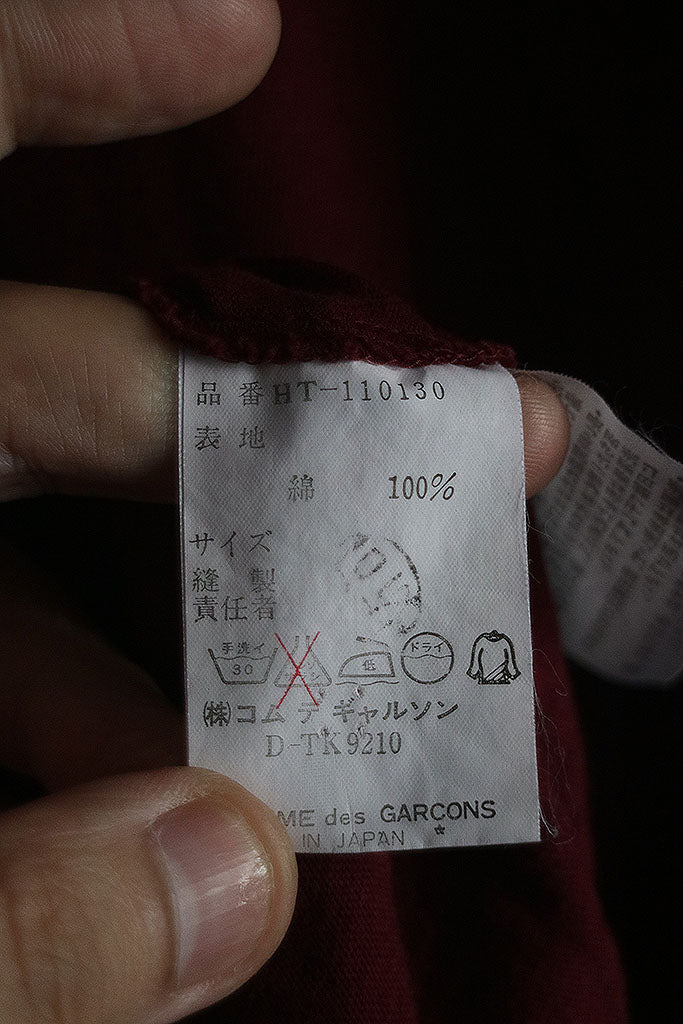 品番 HT-110130
表地
綿 100%
サイズ
縫製
責任者
手洗イ
30
低
ドライ
(株)コム デ ギャルソン
D-TK9210
ME des GARÇONS
IN JAPAN